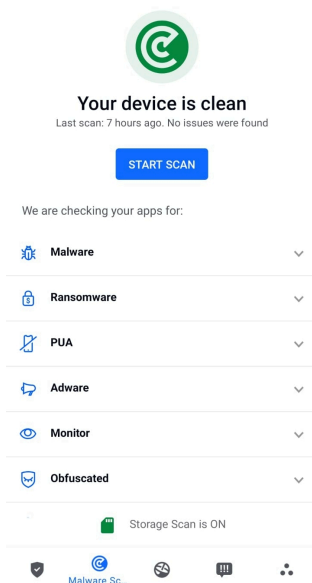 Your device is clean
Last scan: 7 hours ago. No issues were found
START SCAN
We are checking your apps for:
Malware
Ransomware
PUA
Adware
Monitor
Obfuscated
Storage Scan is ON
Malware Sc...